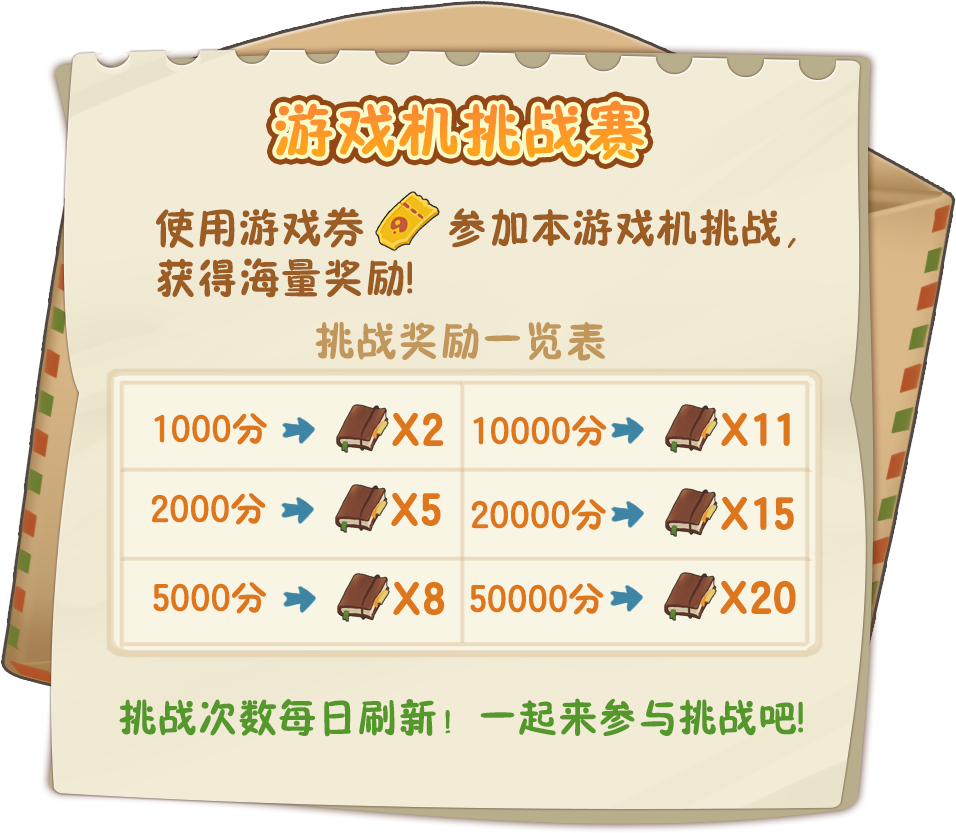 游戏机挑战赛
使用游戏券 参加本游戏机挑战，
获得海量奖励!
挑战奖励一览表
1000分 X2 10000分 X11
2000分 X5 20000分 X15
5000分 X8 50000分 X20
挑战次数每日刷新！一起来参与挑战吧!